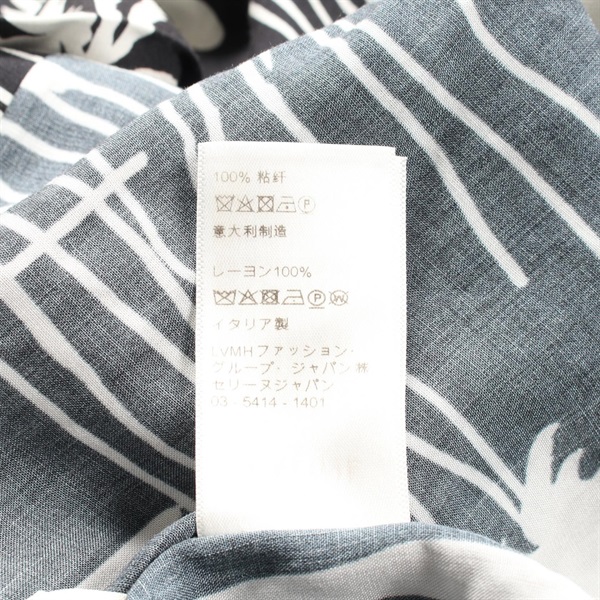 100% 粘纤
P
意大利制造
レーヨン100%
P W
イタリア製
LVMHファッション・
グループ・ジャパン㈱
セリーヌジャパン
03 - 5414 - 1401